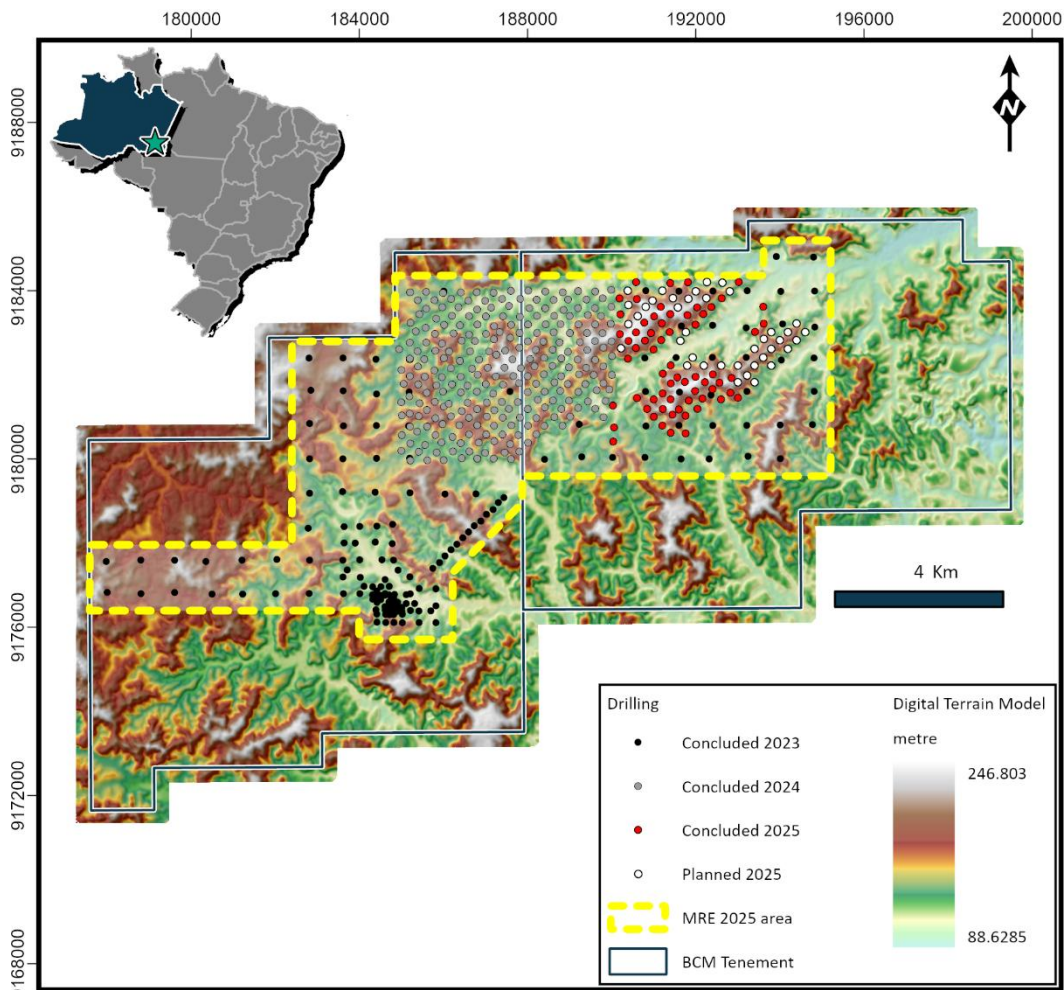 180000 184000 188000 192000 196000 200000
N
9188000
9184000
9180000
9176000
9172000
9168000
4 Km
Drilling
Concluded 2023
Concluded 2024
Concluded 2025
Planned 2025
MRE 2025 area
BCM Tenement
Digital Terrain Model
metre
246.803
88.6285